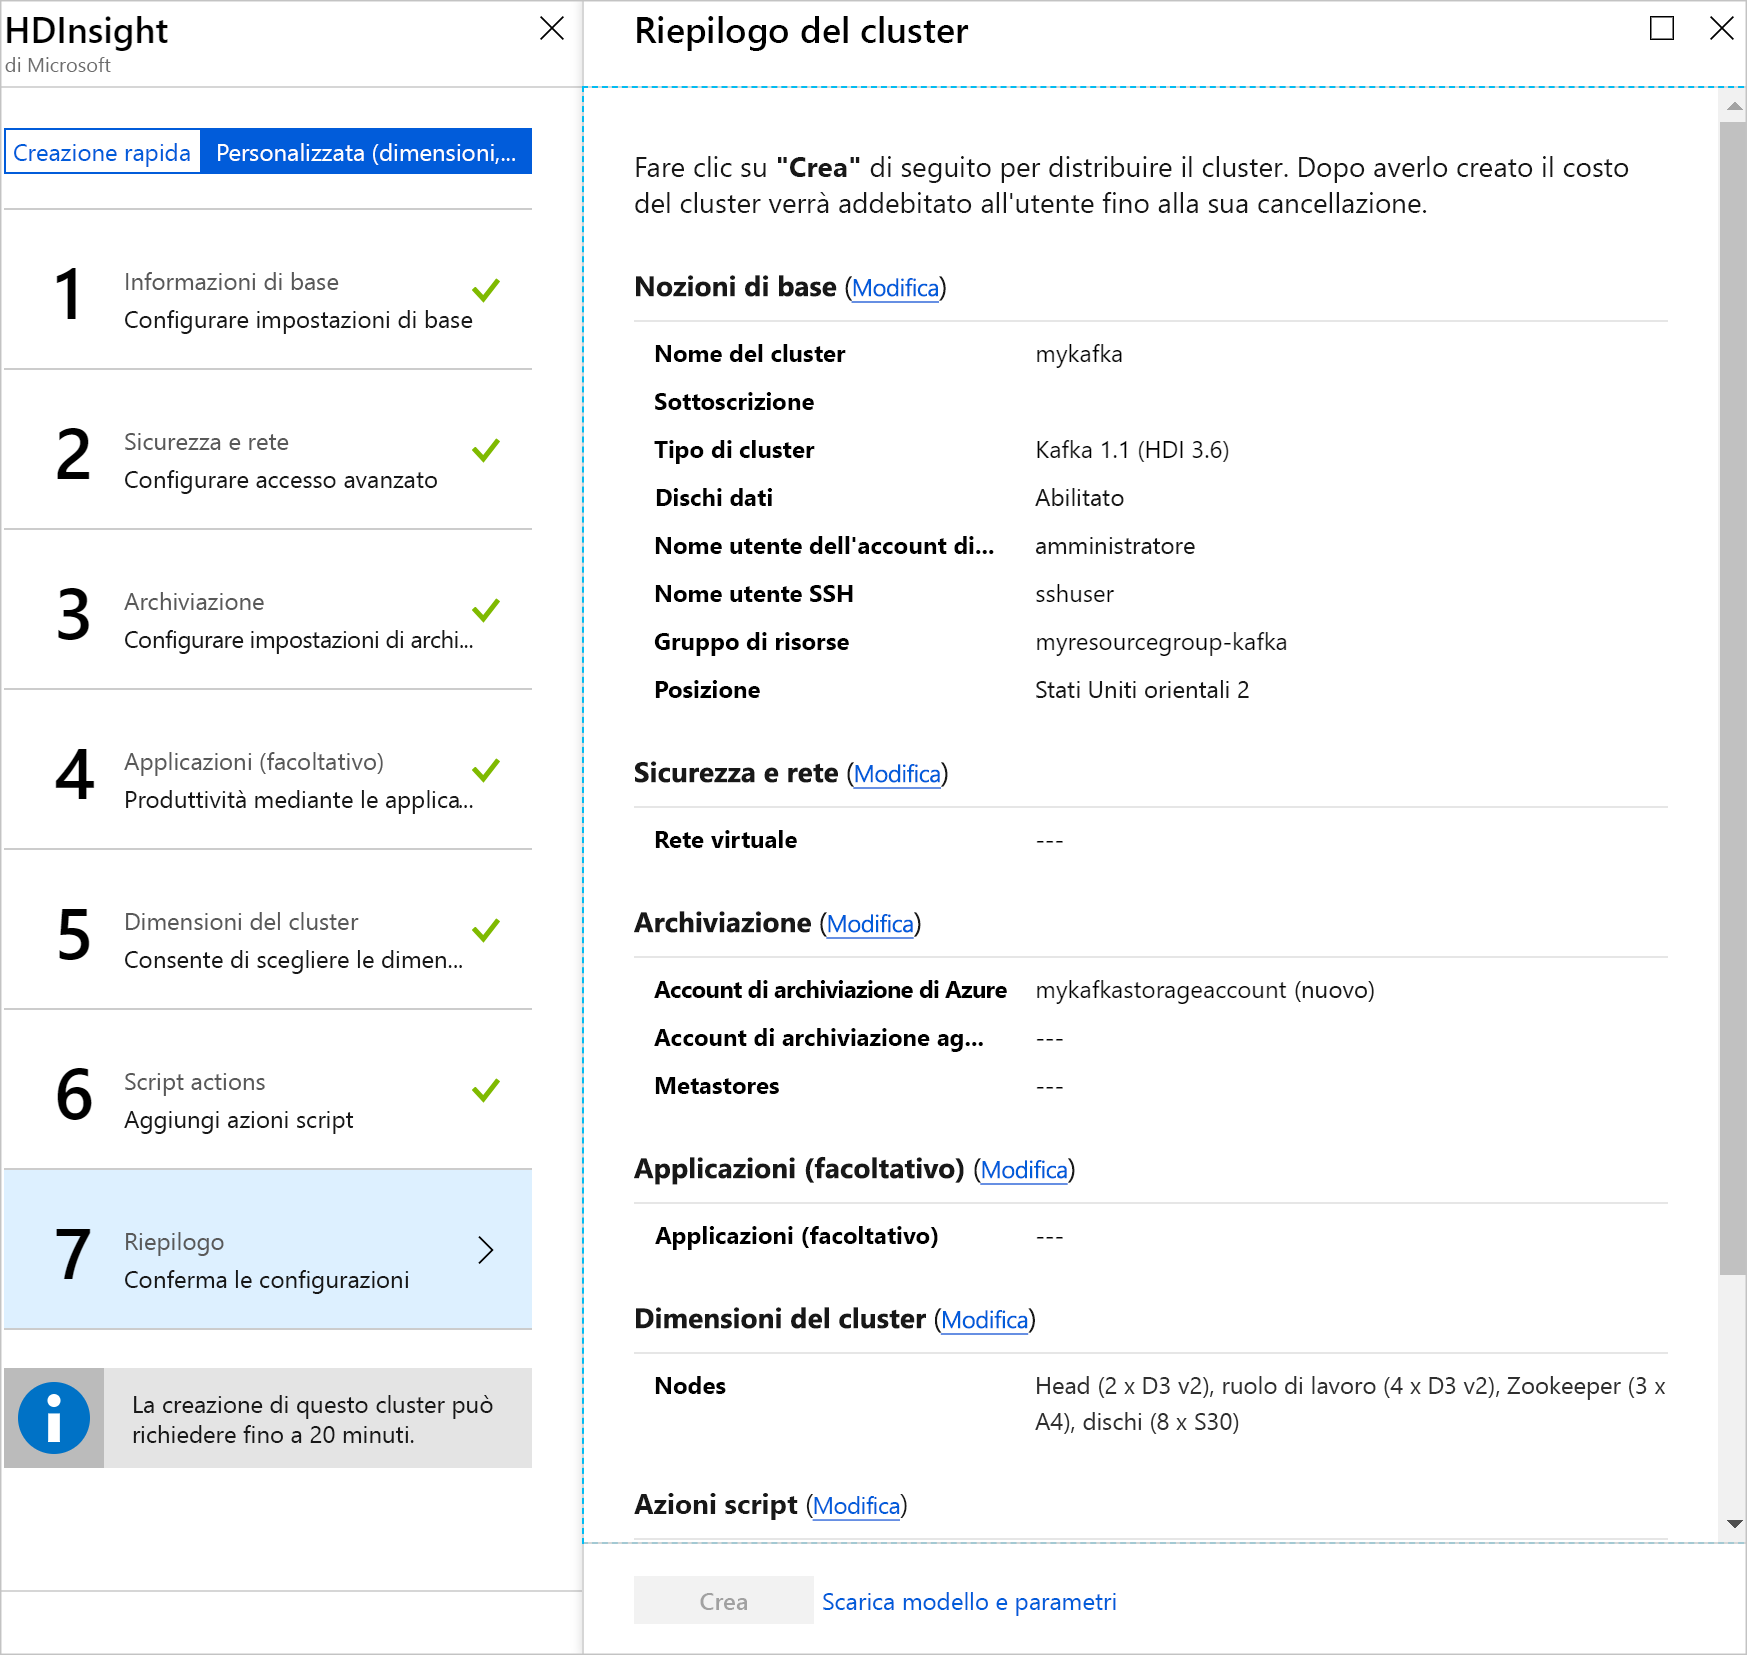 HDInsight
di Microsoft
Creazione rapida
Personalizzata (dimensioni,...
1
Informazioni di base
Configurare impostazioni di base
2
Sicurezza e rete
Configurare accesso avanzato
3
Archiviazione
Configurare impostazioni di archi...
4
Applicazioni (facoltativo)
Produttività mediante le applica...
5
Dimensioni del cluster
Consente di scegliere le dimen...
6
Script actions
Aggiungi azioni script
7
Riepilogo
Conferma le configurazioni
La creazione di questo cluster può
richiedere fino a 20 minuti.
Riepilogo del cluster
Fare clic su "Crea" di seguito per distribuire il cluster. Dopo averlo creato il costo
del cluster verrà addebitato all'utente fino alla sua cancellazione.
Nozioni di base (Modifica)
Nome del cluster mykafka
Sottoscrizione
Tipo di cluster Kafka 1.1 (HDI 3.6)
Dischi dati Abilitato
Nome utente dell'account di... amministratore
Nome utente SSH sshuser
Gruppo di risorse myresourcegroup-kafka
Posizione Stati Uniti orientali 2
Sicurezza e rete (Modifica)
Rete virtuale ---
Archiviazione (Modifica)
Account di archiviazione di Azure mykafkastorageaccount (nuovo)
Account di archiviazione ag... ---
Metastores ---
Applicazioni (facoltativo) (Modifica)
Applicazioni (facoltativo) ---
Dimensioni del cluster (Modifica)
Nodes Head (2 x D3 v2), ruolo di lavoro (4 x D3 v2), Zookeeper (3 x
A4), dischi (8 x S30)
Azioni script (Modifica)
Crea
Scarica modello e parametri